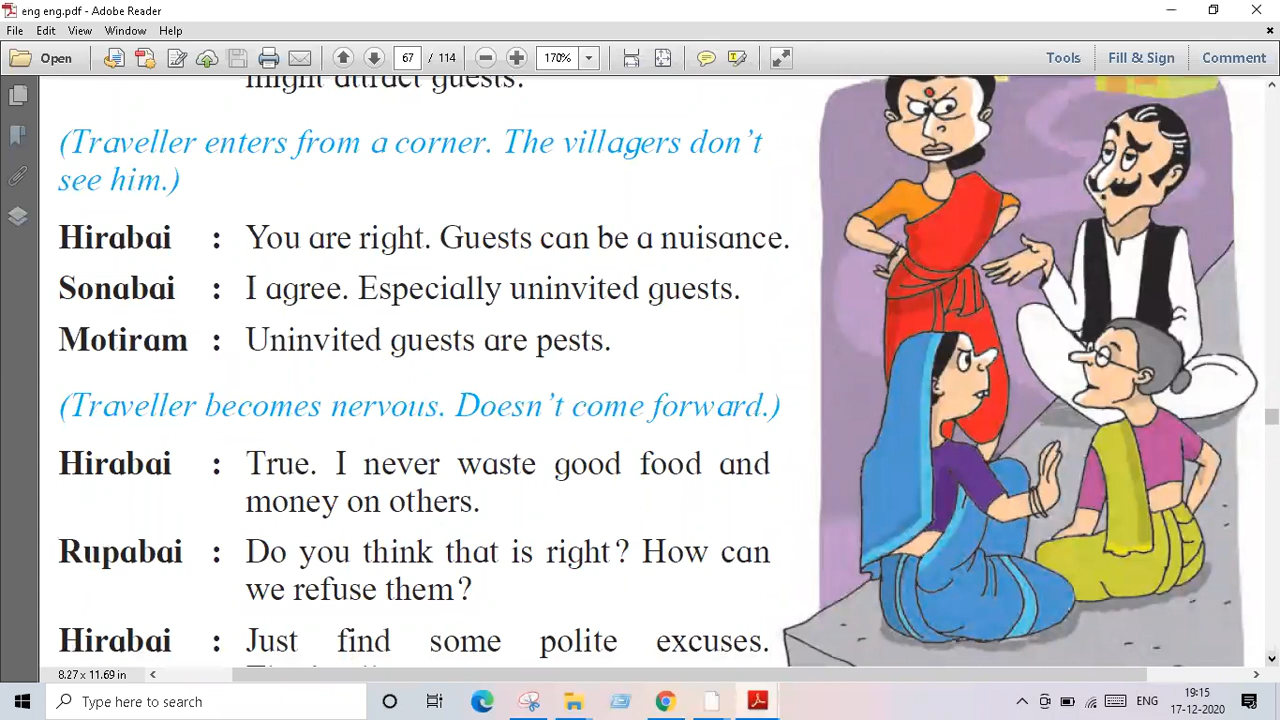 eng eng.pdf - Adobe Reader
File Edit View Window Help
Open 67 / 114 170% Tools Fill & Sign Comment
might attract guests.
(Traveller enters from a corner. The villagers don't
see him.)
Hirabai : You are right. Guests can be a nuisance.
Sonabai : I agree. Especially uninvited guests.
Motiram : Uninvited guests are pests.
(Traveller becomes nervous. Doesn't come forward.)
Hirabai : True. I never waste good food and
money on others.
Rupabai : Do you think that is right? How can
we refuse them?
Hirabai : Just find some polite excuses.
8.27 x 11.69 in
Type here to search
ENG
19:15
17-12-2020